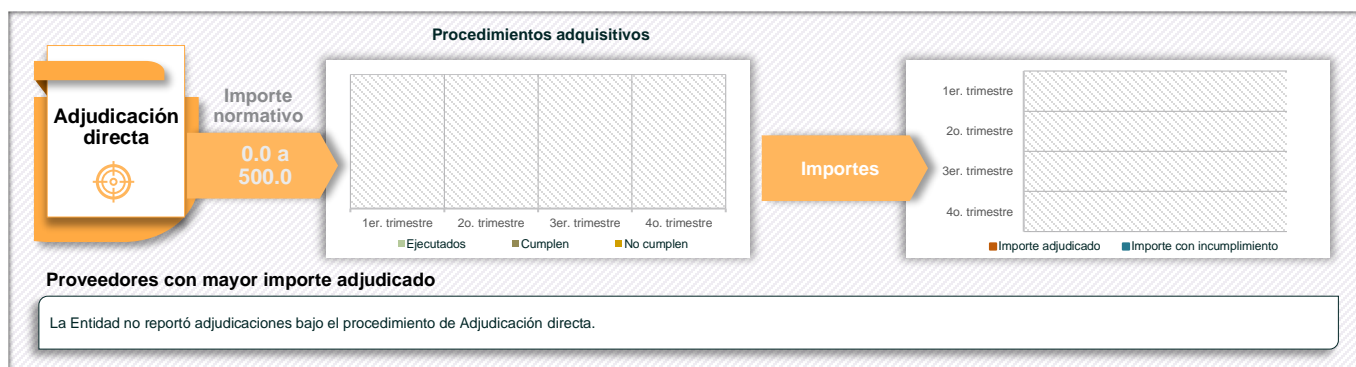 Procedimientos adquisitivos
Adjudicación
directa
Importe
normativo
0.0 a
500.0
1er. trimestre
2o. trimestre
3er. trimestre
4o. trimestre
Ejecutados
Cumplen
No cumplen
Importes
1er. trimestre
2o. trimestre
3er. trimestre
4o. trimestre
Importe adjudicado
Importe con incumplimiento
Proveedores con mayor importe adjudicado
La Entidad no reportó adjudicaciones bajo el procedimiento de Adjudicación directa.